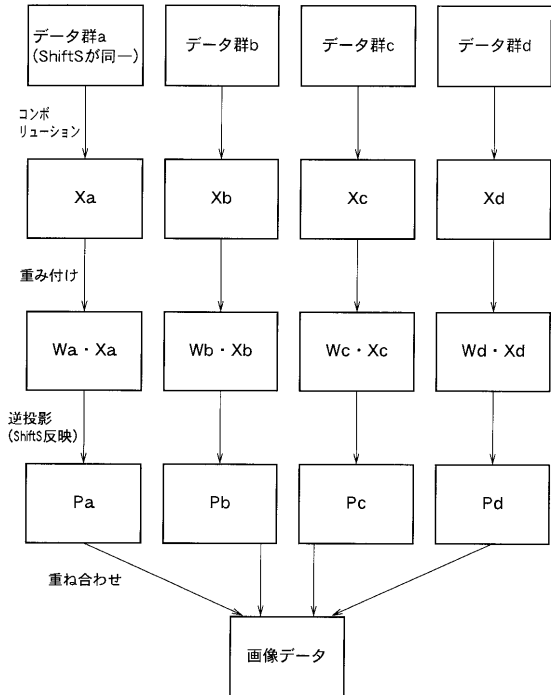 データ群a
(ShiftSが同一)
データ群b
データ群c
データ群d
コンボ
リューション
Xa
Xb
Xc
Xd
重み付け
Wa・Xa
Wb・Xb
Wc・Xc
Wd・Xd
逆投影
(ShiftS反映)
Pa
Pb
Pc
Pd
重ね合わせ
画像データ